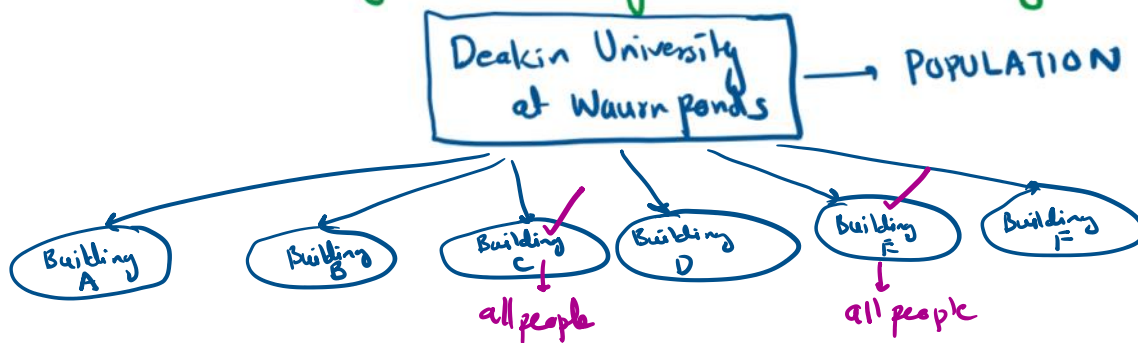 Deakin University
at Waurn ponds
POPULATION
Building
A
Building
B
Building
C
Building
D
Building
E
Building
F
all people
all people